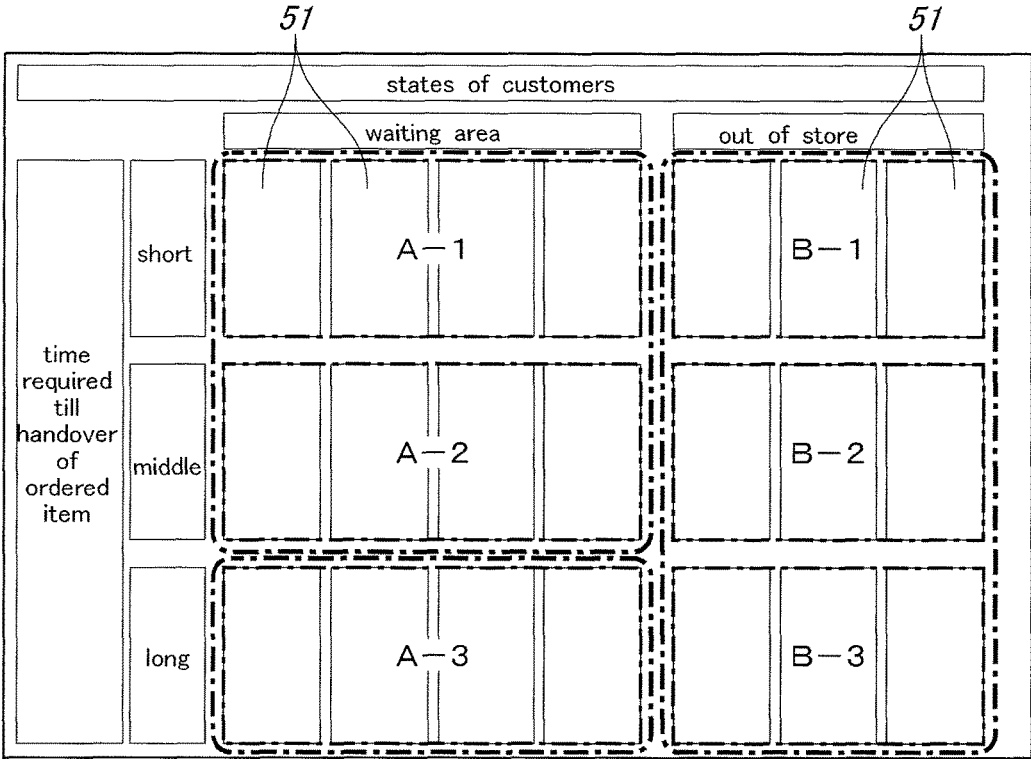 51
51
states of customers
waiting area
out of store
short
A-1
B-1
time
required
till
handover
of
ordered
item
middle
A-2
B-2
long
A-3
B-3